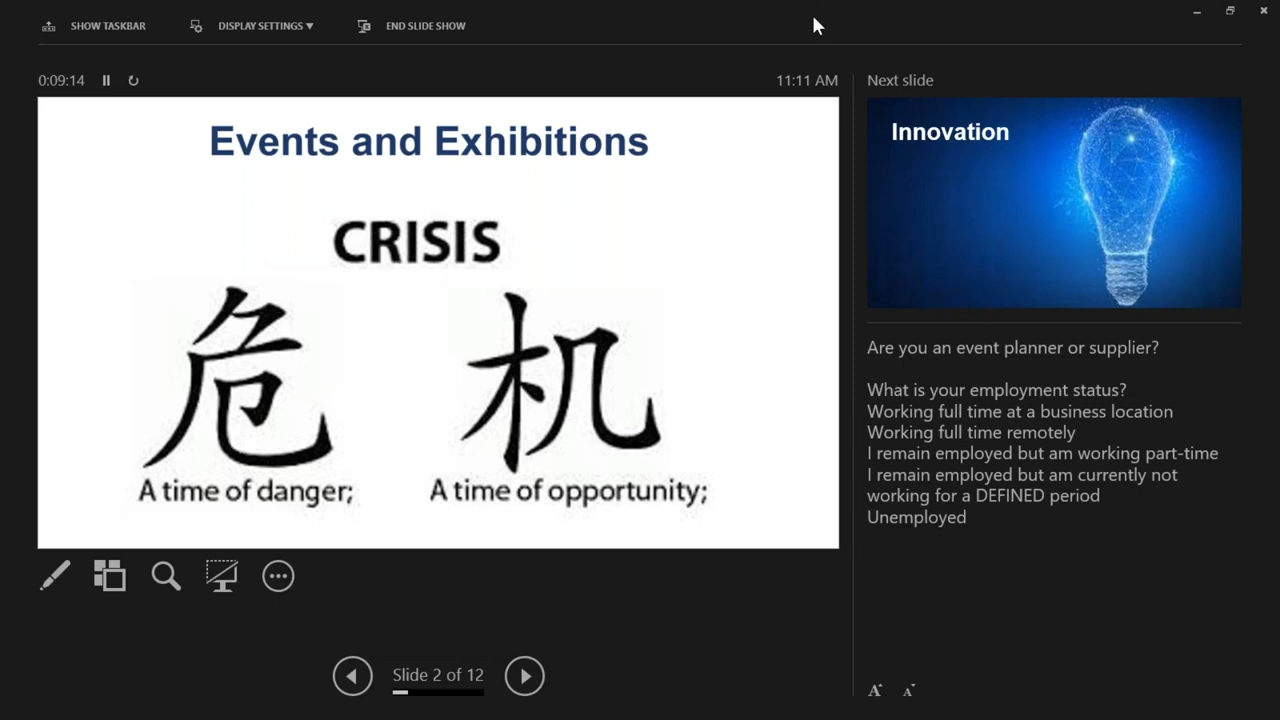 SHOW TASKBAR
DISPLAY SETTINGS ▼
END SLIDE SHOW
0:09:14
11:11 AM
Events and Exhibitions
CRISIS
危 机
A time of danger; A time of opportunity;
Slide 2 of 12
Next slide
Innovation
Are you an event planner or supplier?
What is your employment status?
Working full time at a business location
Working full time remotely
I remain employed but am working part-time
I remain employed but am currently not
working for a DEFINED period
Unemployed
A A